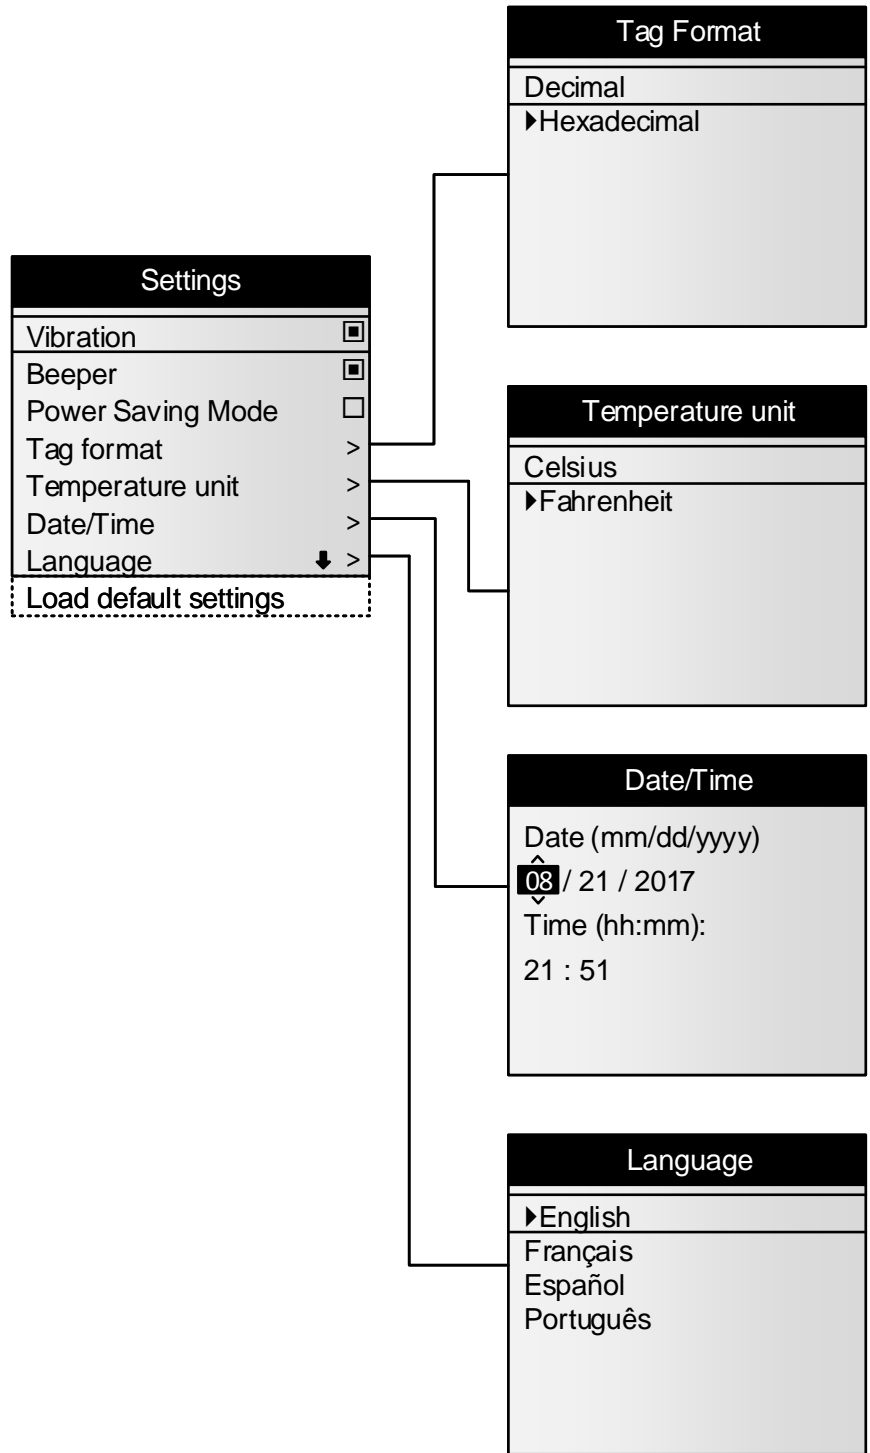 Settings
Vibration
Beeper
Power Saving Mode
Tag format >
Temperature unit >
Date/Time >
Language >
Load default settings
Tag Format
Decimal
Hexadecimal
Temperature unit
Celsius
Fahrenheit
Date/Time
Date (mm/dd/yyyy)
08 / 21 / 2017
Time (hh:mm):
21 : 51
Language
English
Français
Español
Português